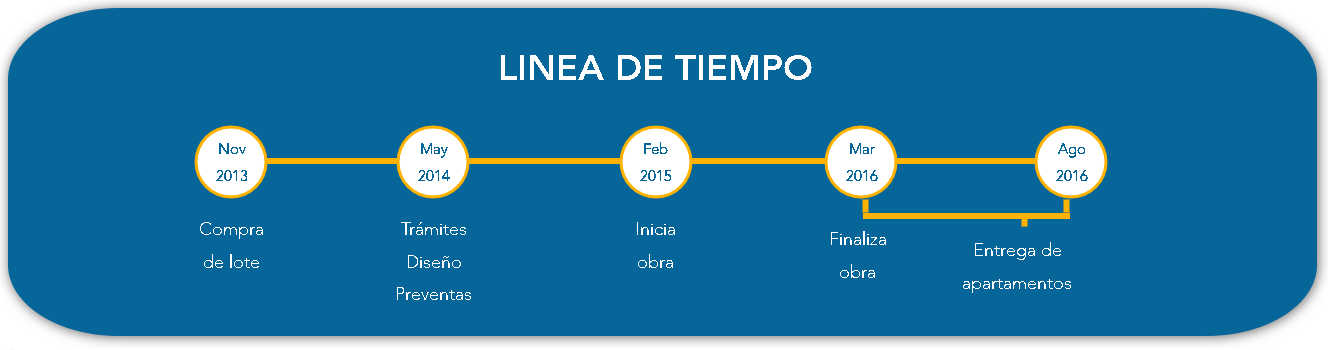 LINEA DE TIEMPO
Nov
2013
May
2014
Feb
2015
Mar
2016
Ago
2016
Compra
de lote
Trámites
Diseño
Preventas
Inicia
obra
Finaliza
obra
Entrega de
apartamentos